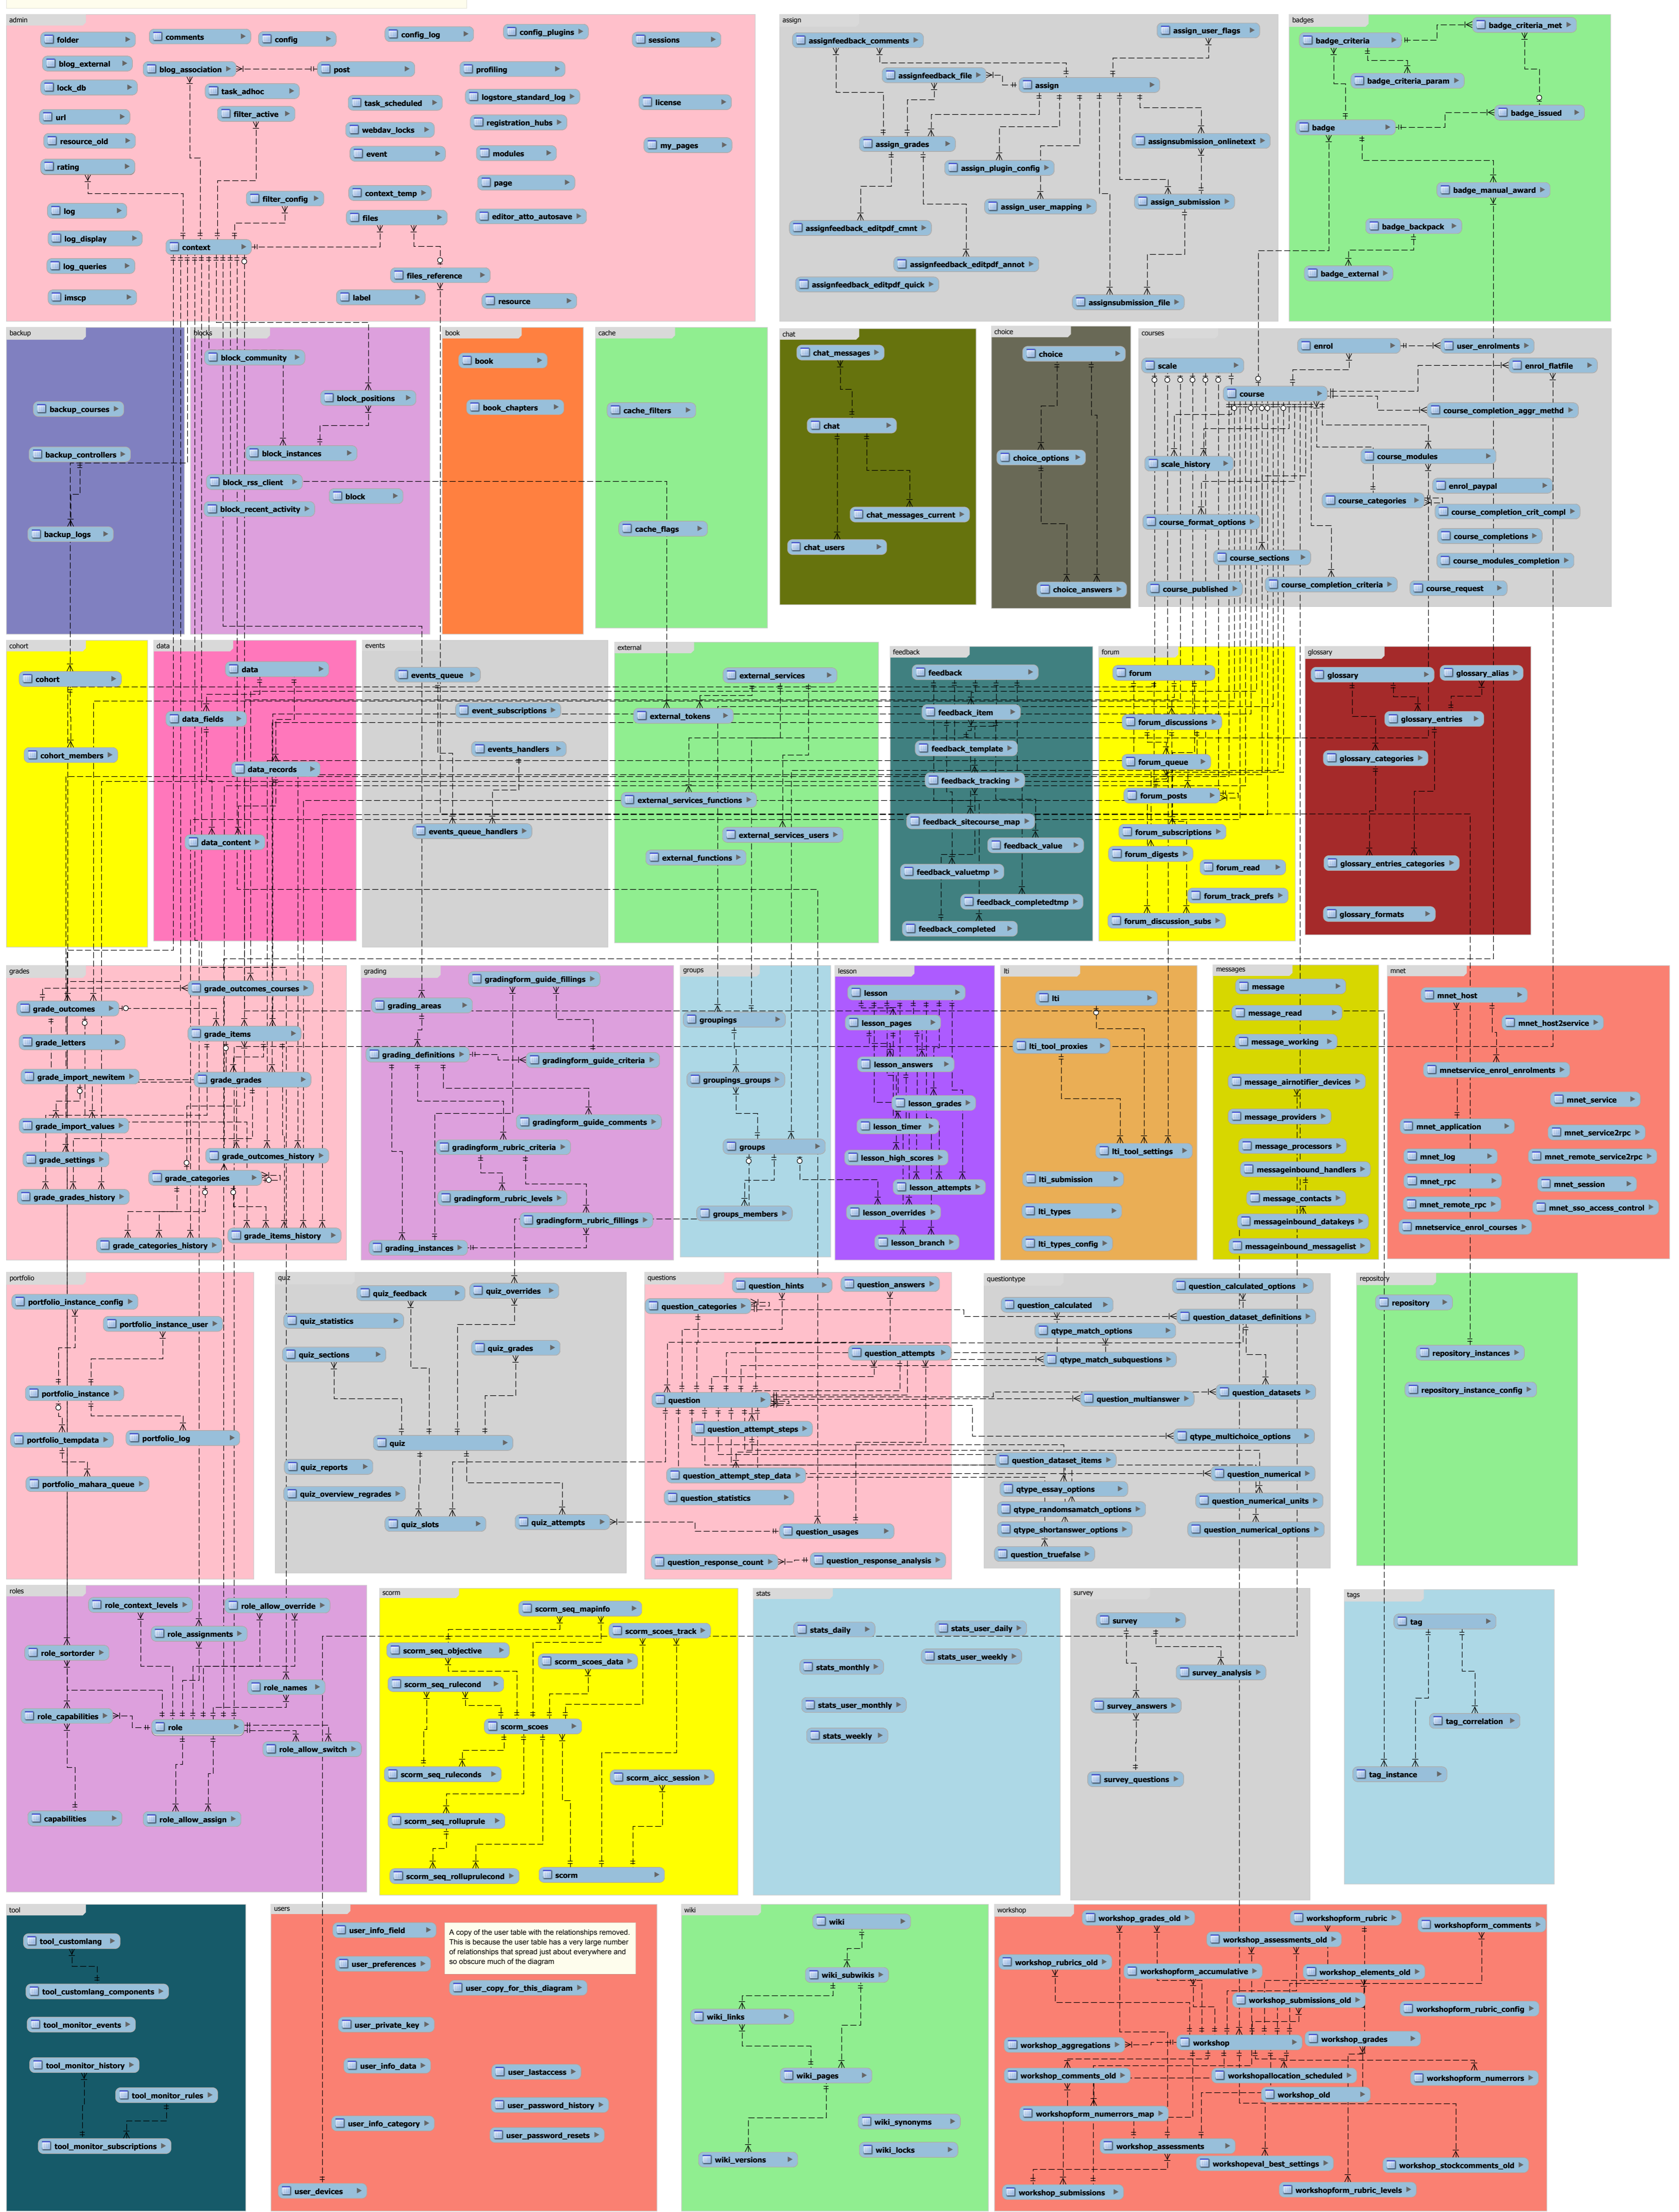 admin
folder
comments
config
config_log
config_plugins
sessions
blog_external
blog_association
post
profiling
lock_db
task_adhoc
task_scheduled
logstore_standard_log
license
url
filter_active
webdav_locks
registration_hubs
resource_old
event
modules
my_pages
rating
filter_config
context_temp
page
log
files
editor_atto_autosave
log_display
context
log_queries
files_reference
imscp
label
resource
assign
assignfeedback_comments
assign_user_flags
assignfeedback_file
assign
assign_grades
assignsubmission_onlinetext
assign_plugin_config
assign_user_mapping
assign_submission
assignfeedback_editpdf_cmnt
assignfeedback_editpdf_annot
assignfeedback_editpdf_quick
assignsubmission_file
badges
badge_criteria_met
badge_criteria
badge_criteria_param
badge_issued
badge
badge_manual_award
badge_backpack
badge_external
backup
backup_courses
backup_controllers
backup_logs
blocks
block_community
block_positions
block_instances
block_rss_client
block
block_recent_activity
book
book
book_chapters
cache
cache_filters
cache_flags
chat
chat_messages
chat
chat_messages_current
chat_users
choice
choice
choice_options
choice_answers
courses
enrol
user_enrolments
scale
enrol_flatfile
course
course_completion_aggr_methd
scale_history
course_modules
enrol_paypal
course_categories
course_completion_crit_compl
course_format_options
course_completions
course_sections
course_modules_completion
course_published
course_completion_criteria
course_request
cohort
cohort
cohort_members
data
data
data_fields
data_records
data_content
events
events_queue
event_subscriptions
events_handlers
events_queue_handlers
external
external_services
external_tokens
external_services_functions
external_services_users
external_functions
feedback
feedback
feedback_item
feedback_template
feedback_tracking
feedback_sitecourse_map
feedback_value
feedback_valuetmp
feedback_completedtmp
feedback_completed
forum
forum
forum_discussions
forum_queue
forum_posts
forum_subscriptions
forum_digests
forum_read
forum_track_prefs
forum_discussion_subs
glossary
glossary
glossary_alias
glossary_entries
glossary_categories
glossary_entries_categories
glossary_formats
grades
grade_outcomes_courses
grade_outcomes
grade_items
grade_letters
grade_import_newitem
grade_grades
grade_import_values
grade_settings
grade_outcomes_history
grade_categories
grade_grades_history
grade_categories_history
grade_items_history
grading
gradingform_guide_fillings
grading_areas
grading_definitions
gradingform_guide_criteria
gradingform_guide_comments
gradingform_rubric_criteria
gradingform_rubric_levels
gradingform_rubric_fillings
grading_instances
groups
groupings
groupings_groups
groups
groups_members
lesson
lesson
lesson_pages
lesson_answers
lesson_grades
lesson_timer
lesson_high_scores
lesson_attempts
lesson_overrides
lesson_branch
lti
lti
lti_tool_proxies
lti_tool_settings
lti_submission
lti_types
lti_types_config
messages
message
message_read
message_working
message_airnotifier_devices
message_providers
message_processors
messageinbound_handlers
message_contacts
messageinbound_datakeys
messageinbound_messagelist
mnet
mnet_host
mnet_host2service
mnetservice_enrol_enrolments
mnet_service
mnet_application
mnet_service2rpc
mnet_log
mnet_remote_service2rpc
mnet_rpc
mnet_session
mnet_remote_rpc
mnet_sso_access_control
mnetservice_enrol_courses
portfolio
portfolio_instance_config
portfolio_instance_user
portfolio_instance
portfolio_tempdata
portfolio_log
portfolio_mahara_queue
quiz
quiz_feedback
quiz_overrides
quiz_statistics
quiz_sections
quiz_grades
quiz
quiz_reports
quiz_overview_regrades
quiz_slots
quiz_attempts
questions
question_hints
question_answers
question_categories
question_attempts
question
question_attempt_steps
question_attempt_step_data
question_statistics
question_usages
question_response_count
question_response_analysis
questiontype
question_calculated_options
question_calculated
question_dataset_definitions
qtype_match_options
qtype_match_subquestions
question_datasets
question_multianswer
qtype_multichoice_options
question_dataset_items
question_numerical
qtype_essay_options
question_numerical_units
qtype_randomsamatch_options
qtype_shortanswer_options
question_numerical_options
question_truefalse
repository
repository
repository_instances
repository_instance_config
roles
role_context_levels
role_allow_override
role_assignments
role_sortorder
role_names
role_capabilities
role
role_allow_switch
capabilities
role_allow_assign
scorm
scorm_seq_mapinfo
scorm_scoes_track
scorm_seq_objective
scorm_scoes_data
scorm_seq_rulecond
scorm_scoes
scorm_seq_ruleconds
scorm_aicc_session
scorm_seq_rolluprule
scorm_seq_rolluprulecond
scorm
stats
stats_daily
stats_user_daily
stats_user_weekly
stats_monthly
stats_user_monthly
stats_weekly
survey
survey
survey_analysis
survey_answers
survey_questions
tags
tag
tag_correlation
tag_instance
tool
tool_customlang
tool_customlang_components
tool_monitor_events
tool_monitor_history
tool_monitor_rules
tool_monitor_subscriptions
users
user_info_field
A copy of the user table with the relationships removed.
This is because the user table has a very large number
of relationships that spread just about everywhere and
so obscure much of the diagram
user_preferences
user_copy_for_this_diagram
user_private_key
user_info_data
user_lastaccess
user_password_history
user_info_category
user_password_resets
user_devices
wiki
wiki
wiki_subwikis
wiki_links
wiki_pages
wiki_synonyms
wiki_locks
wiki_versions
workshop
workshop_grades_old
workshopform_rubric
workshopform_comments
workshop_assessments_old
workshop_rubrics_old
workshopform_accumulative
workshop_elements_old
workshop_submissions_old
workshopform_rubric_config
workshop_aggregations
workshop
workshop_grades
workshop_comments_old
workshopallocation_scheduled
workshopform_numerrors
workshop_old
workshopform_numerrors_map
workshop_assessments
workshopeval_best_settings
workshop_stockcomments_old
workshop_submissions
workshopform_rubric_levels